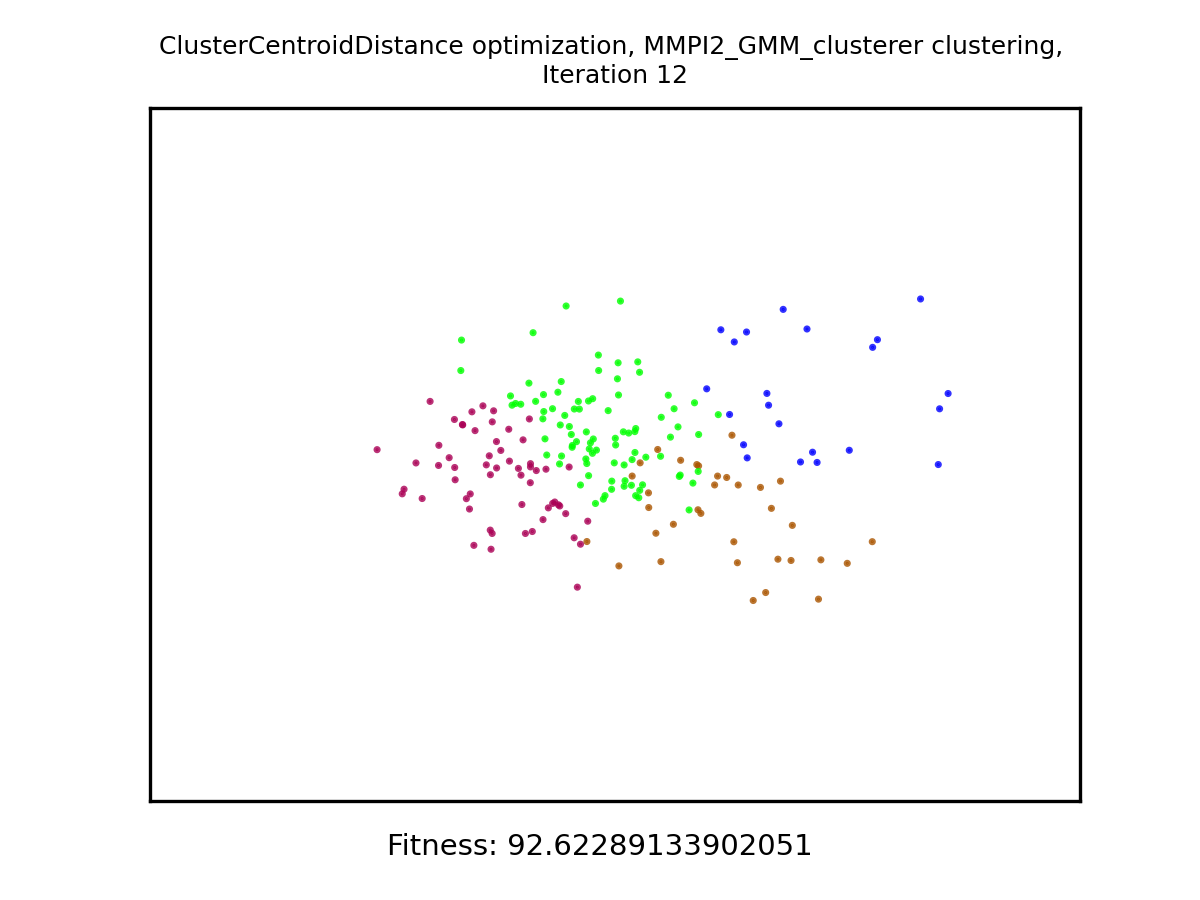 ClusterCentroidDistance optimization, MMPI2_GMM_clusterer clustering,
Iteration 12
Fitness: 92.62289133902051